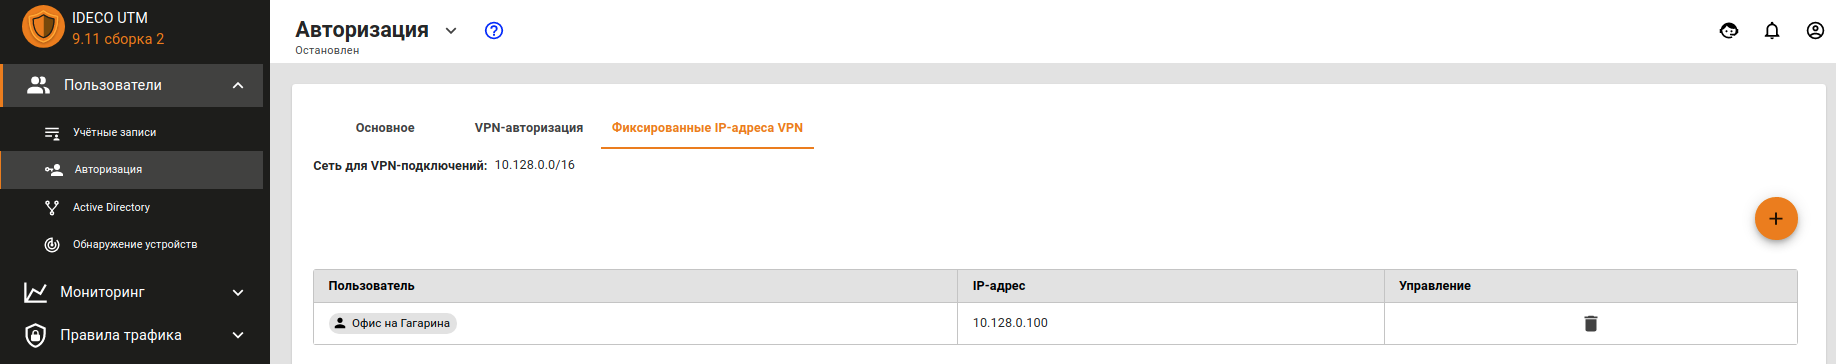 IDECO UTM
9.11 сборка 2
Пользователи
Учётные записи
Авторизация
Active Directory
Обнаружение устройств
Мониторинг
Правила трафика
Авторизация
Остановлен
Основное VPN-авторизация Фиксированные IP-адреса VPN
Сеть для VPN-подключений: 10.128.0.0/16
Пользователь IP-адрес Управление
Офис на Гагарина 10.128.0.100